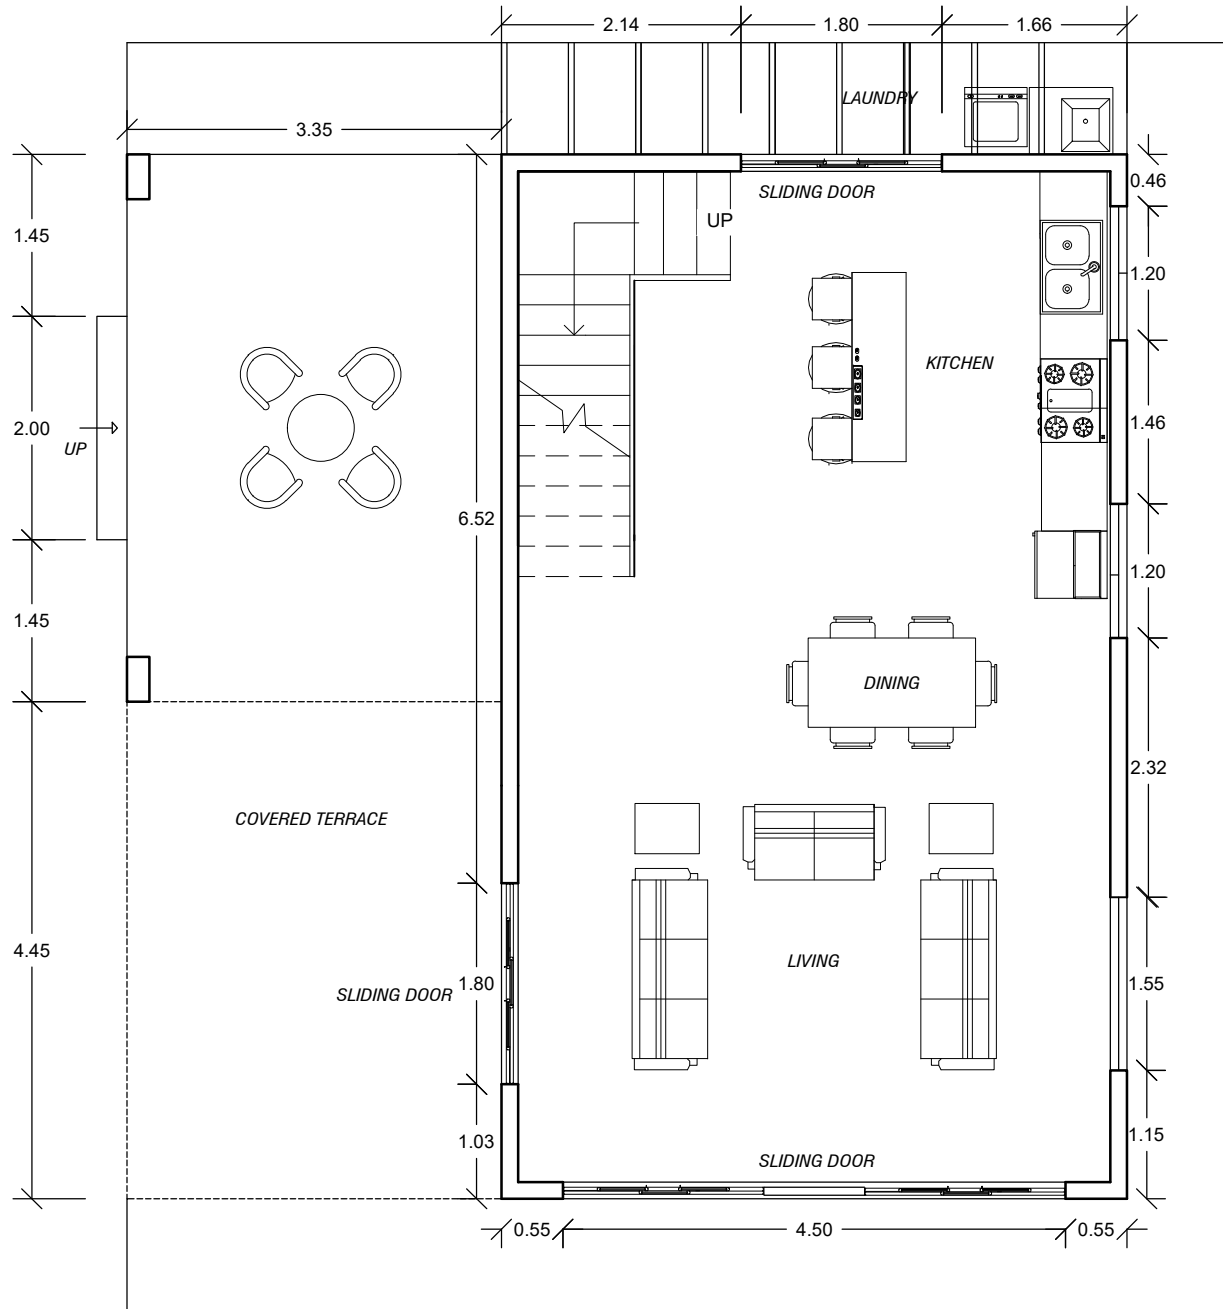 2.14
1.80
1.66
LAUNDRY
3.35
0.46
SLIDING DOOR
UP
1.45
1.20
KITCHEN
2.00
UP
1.46
6.52
1.20
1.45
DINING
2.32
COVERED TERRACE
4.45
LIVING
1.80
1.55
SLIDING DOOR
1.03
1.15
SLIDING DOOR
0.55
4.50
0.55